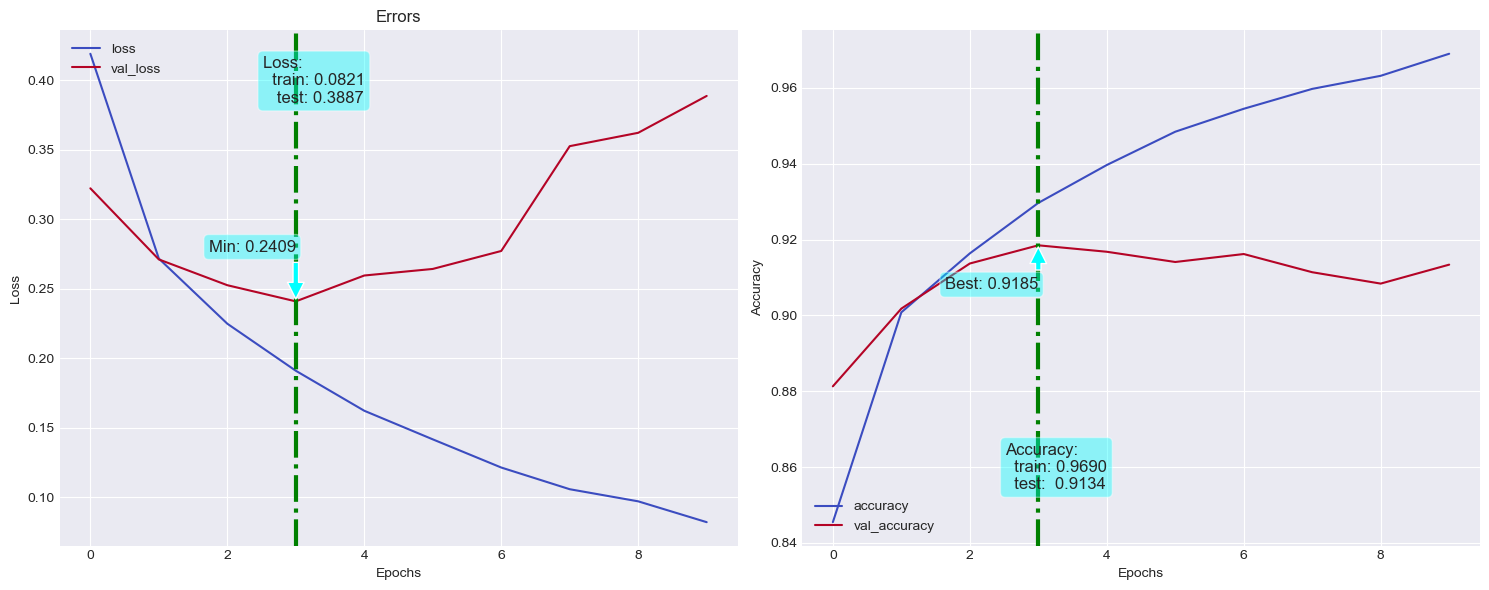 Errors
loss
val_loss
Loss:
train: 0.0821
test: 0.3887
Min: 0.2409
0.40
0.35
0.30
0.25
0.20
0.15
0.10
Loss
0
2
4
6
8
Epochs
0.96
0.94
0.92
0.90
0.88
0.86
0.84
Accuracy
Best: 0.9185
Accuracy:
train: 0.9690
test: 0.9134
accuracy
val_accuracy
0
2
4
6
8
Epochs